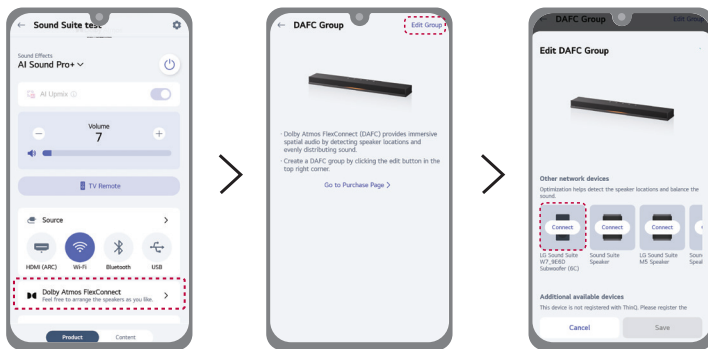 ← Sound Suite test
Sound Effects
AI Sound Pro+
AI Upmix
Volume
7
TV Remote
Source
HDMI (ARC) Wi-Fi Bluetooth USB
Dolby Atmos FlexConnect
Feel free to arrange the speakers as you like.
Product Content
← DAFC Group Edit Group
· Dolby Atmos FlexConnect (DAFC) provides immersive
spatial audio by detecting speaker locations and
evenly distributing sound.
· Create a DAFC group by clicking the edit button in the
top right corner.
Go to Purchase Page >
← DAFC Group Edit Group
Edit DAFC Group
Other network devices
Optimization helps detect the speaker locations and balance the
sound.
Connect Connect Connect
LG Sound Suite Sound Suite LG Sound Suite Soun
W7_9E6D Speaker M5 Speaker Speal
Subwoofer (6C)
Additional available devices
This device is not registered with ThinQ. Please register the
Cancel Save